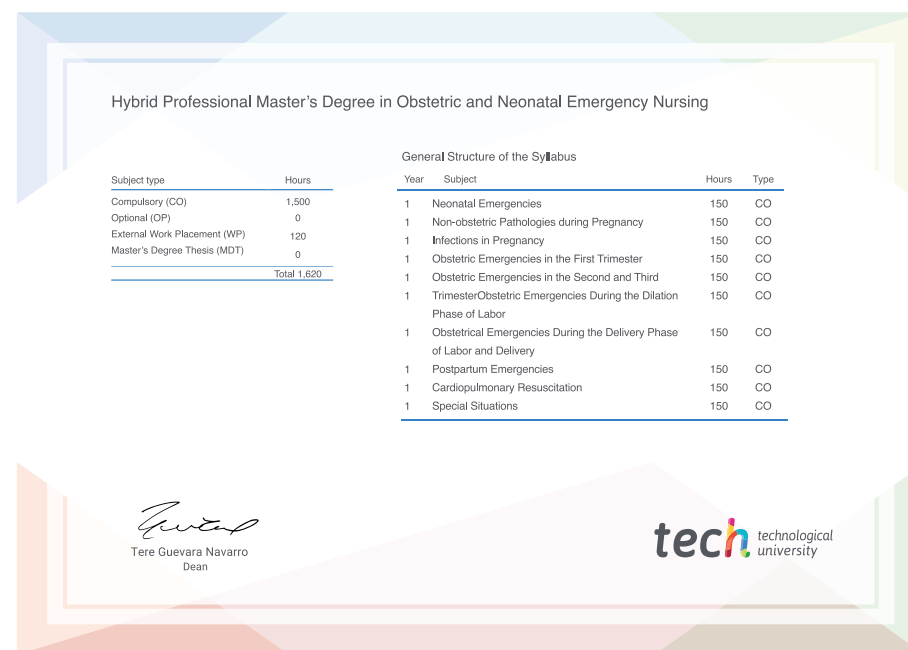 Hybrid Professional Master’s Degree in Obstetric and Neonatal Emergency Nursing
Subject type Hours
Compulsory (CO) 1,500
Optional (OP) 0
External Work Placement (WP) 120
Master’s Degree Thesis (MDT) 0
Total 1,620
General Structure of the Syllabus
Year Subject Hours Type
1 Neonatal Emergencies 150 CO
1 Non-obstetric Pathologies during Pregnancy 150 CO
1 Infections in Pregnancy 150 CO
1 Obstetric Emergencies in the First Trimester 150 CO
1 Obstetric Emergencies in the Second and Third 150 CO
1 TrimesterObstetric Emergencies During the Dilation 150 CO
Phase of Labor
1 Obstetrical Emergencies During the Delivery Phase 150 CO
of Labor and Delivery
1 Postpartum Emergencies 150 CO
1 Cardiopulmonary Resuscitation 150 CO
1 Special Situations 150 CO
Tere Guevara Navarro
Dean
tech technological
university